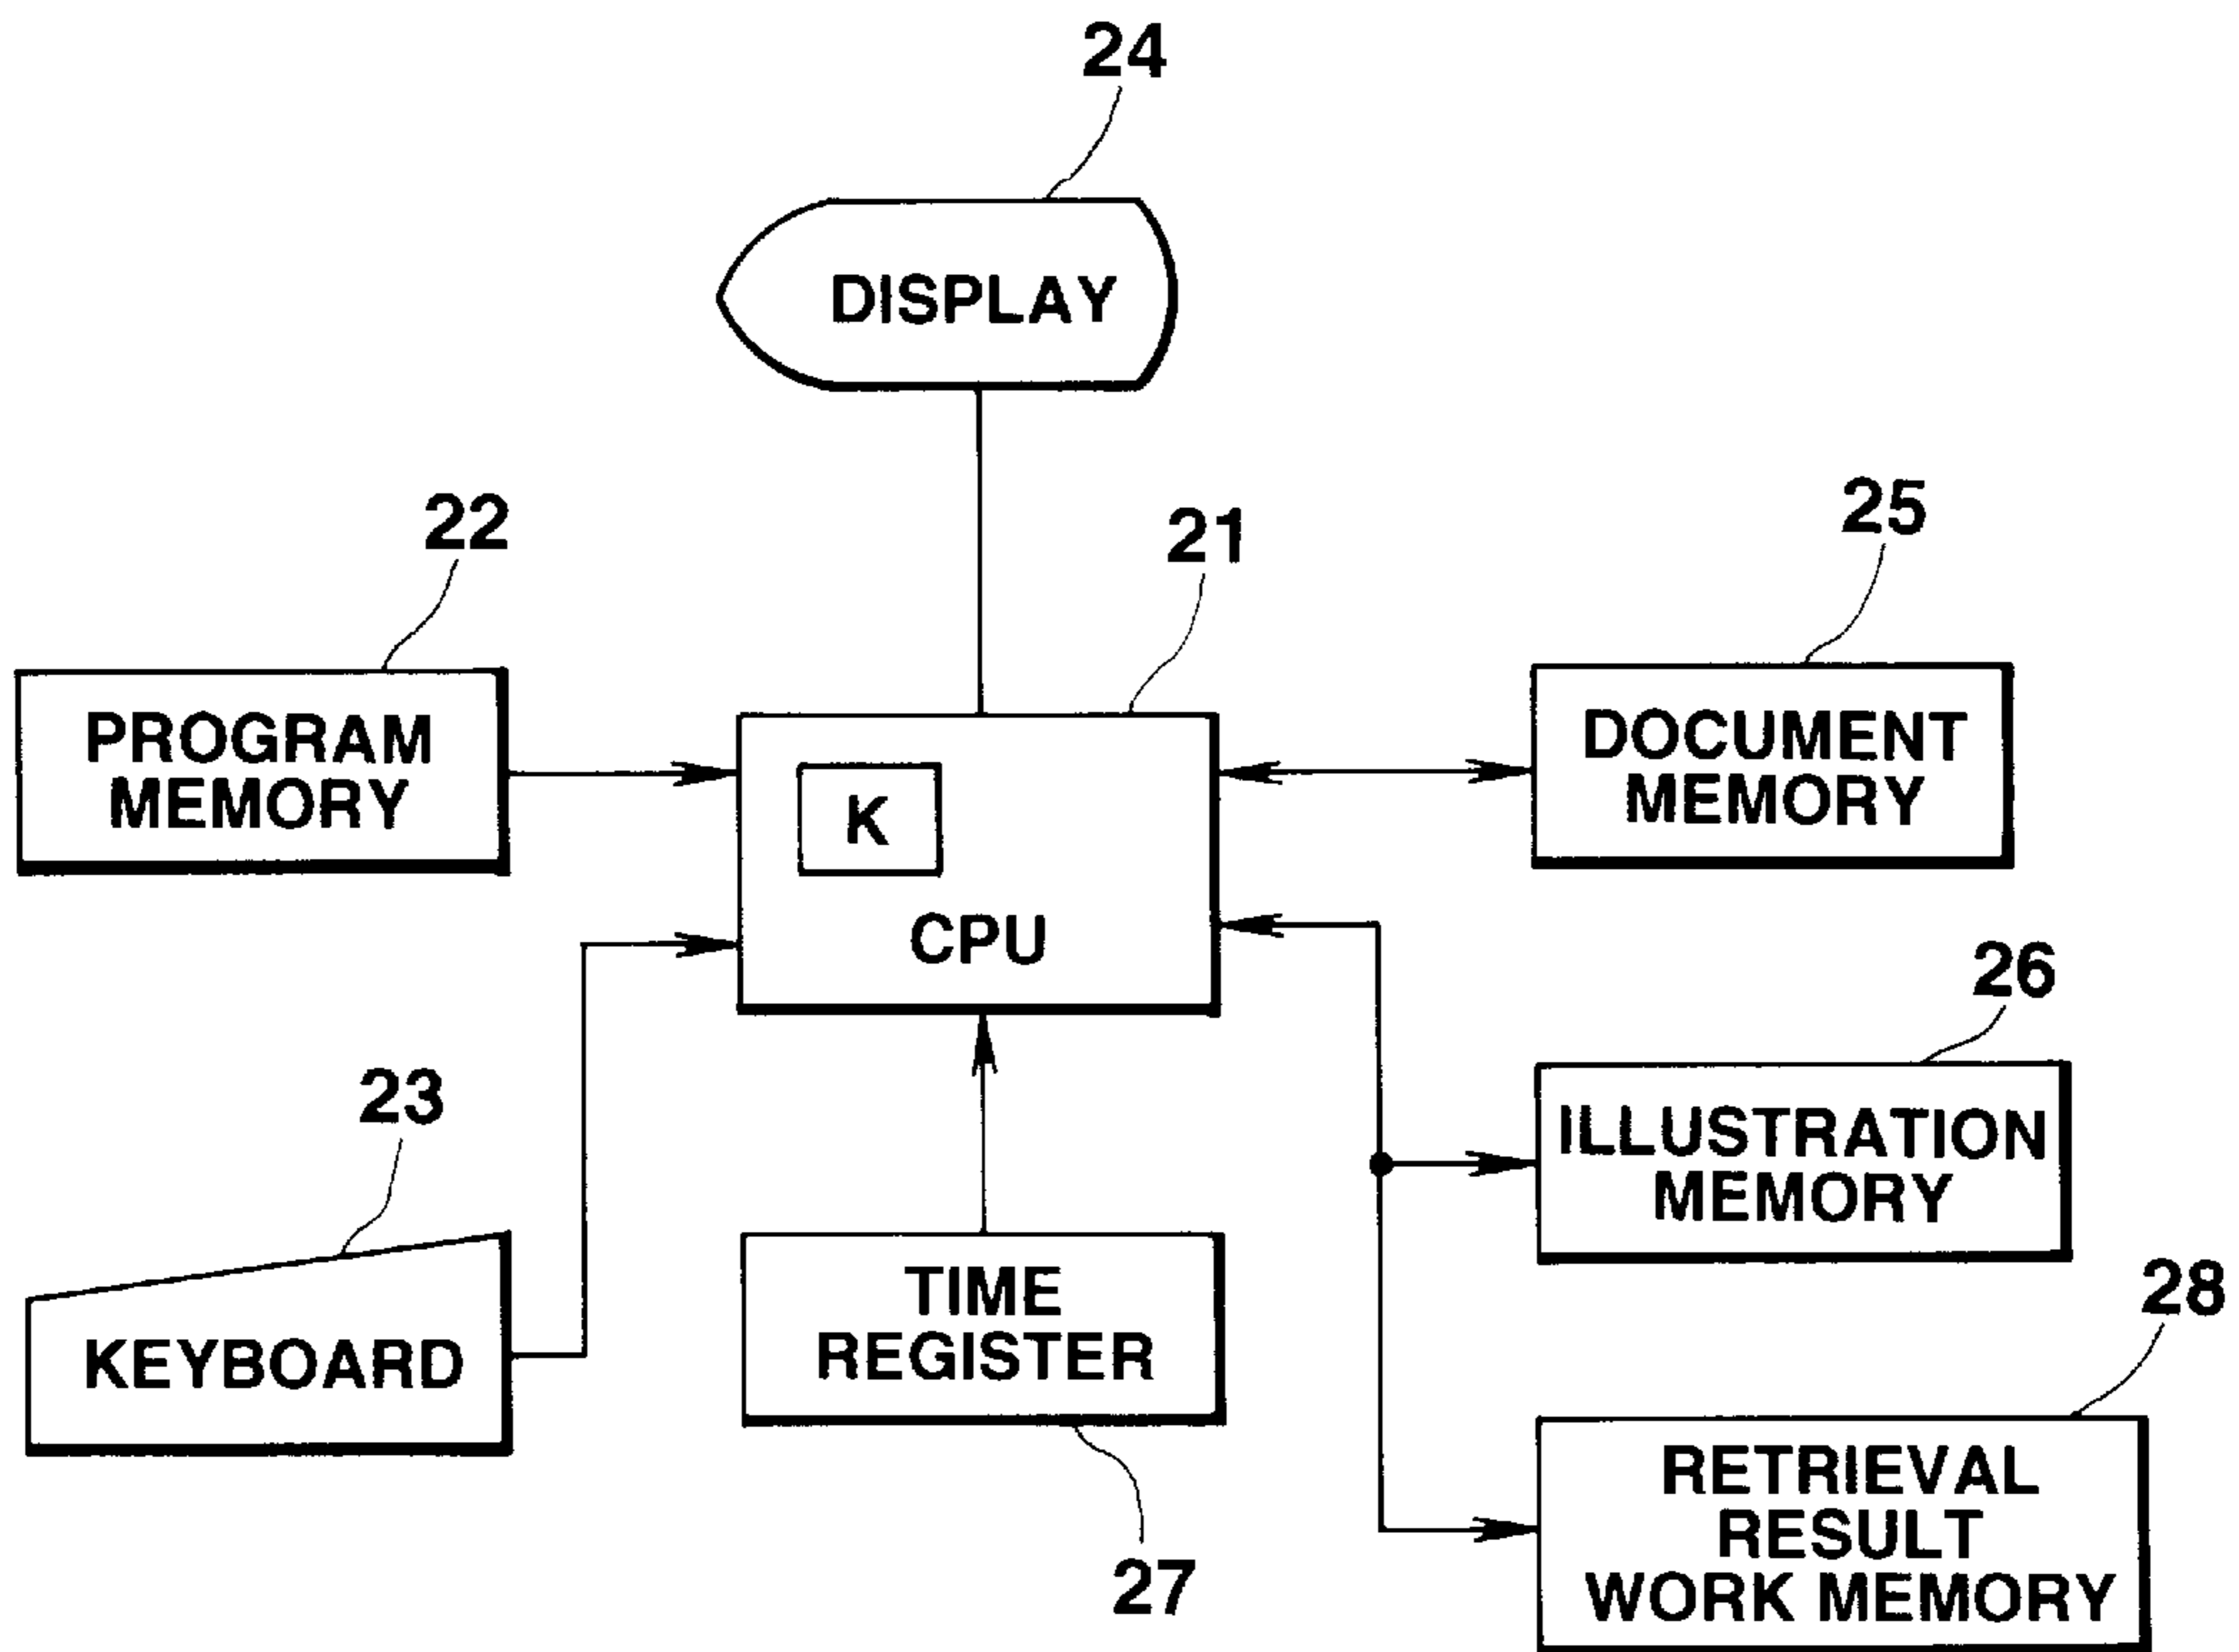 24
DISPLAY
22
21
25
PROGRAM
MEMORY
K
CPU
DOCUMENT
MEMORY
26
23
ILLUSTRATION
MEMORY
KEYBOARD
TIME
REGISTER
28
27
RETRIEVAL
RESULT
WORK MEMORY